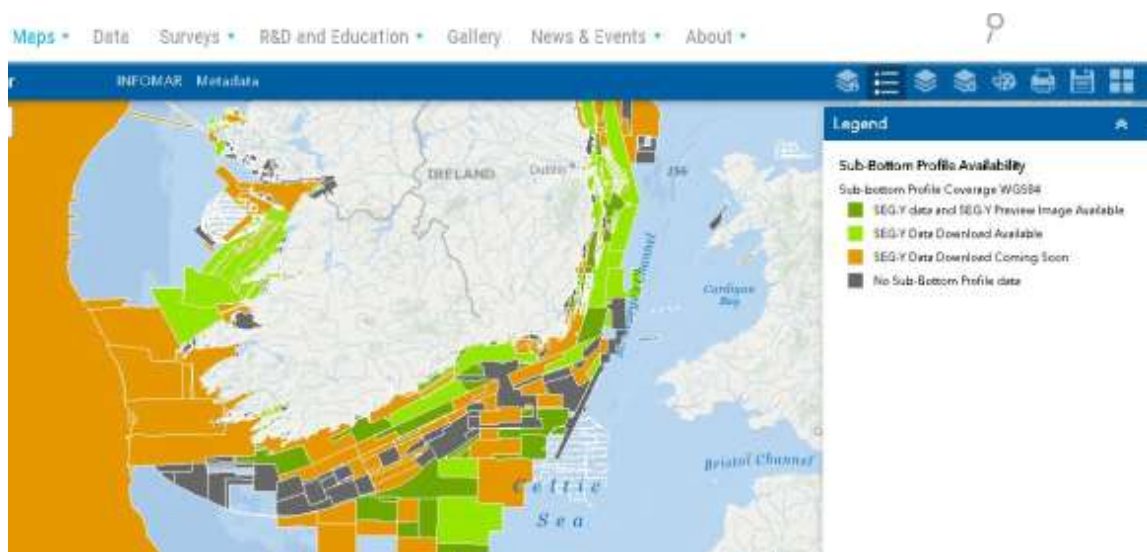 Maps Data Surveys R&D and Education Gallery News & Events About
INFOMAR Metadata
Legend
Sub-Bottom Profile Availability
Sub-bottom Profile Coverage WGS84
SEG-Y data and SEG-Y Preview Image Available
SEG-Y Data Download Available
SEG-Y Data Download Coming Soon
No Sub-Bottom Profile data
IRELAND
Dublin
Channel
Cardigan
Bay
Bristol Channel
Celtic
Sea